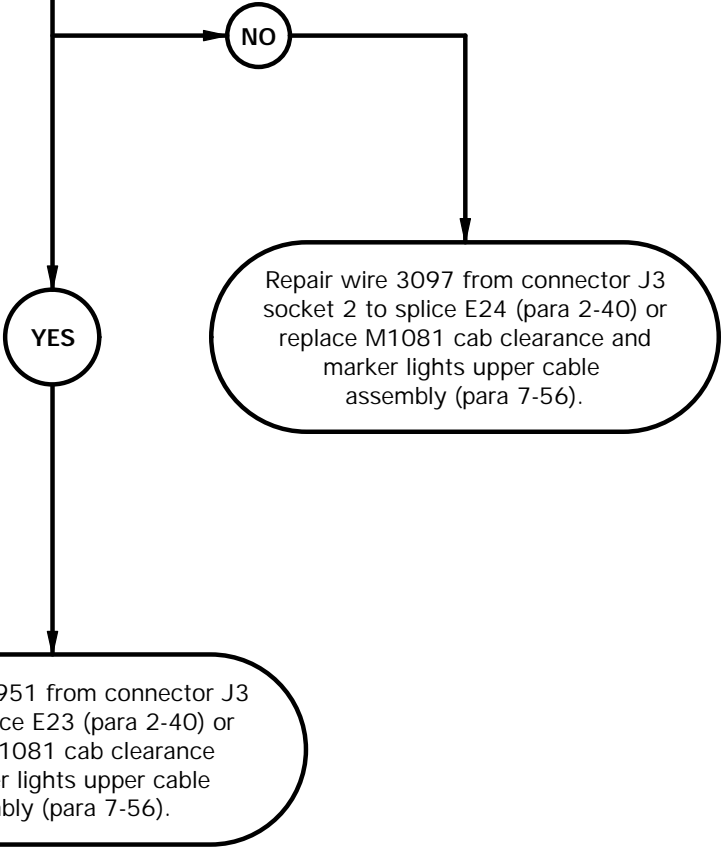 NO
Repair wire 3097 from connector J3
socket 2 to splice E24 (para 2-40) or
replace M1081 cab clearance and
marker lights upper cable
assembly (para 7-56).
YES
951 from connector J3
ce E23 (para 2-40) or
1081 cab clearance
r lights upper cable
bly (para 7-56).